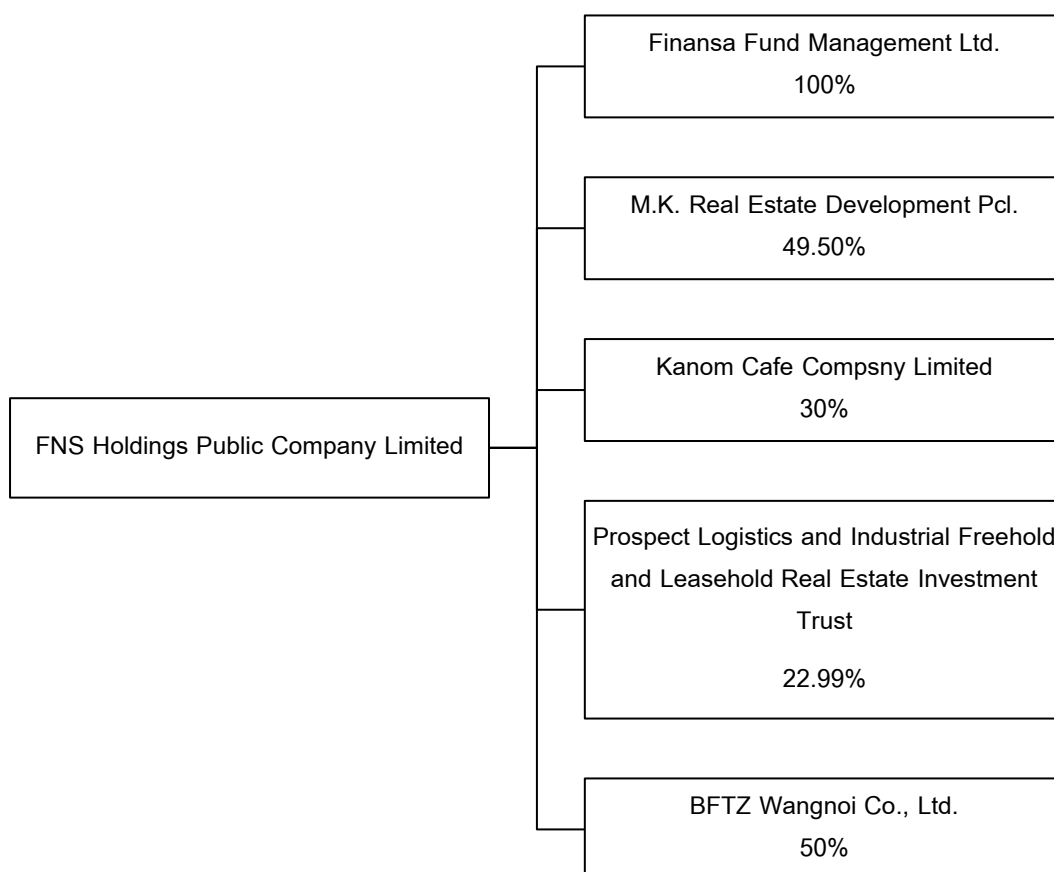 Finansa Fund Management Ltd.
100%
M.K. Real Estate Development Pcl.
49.50%
Kanom Cafe Compsny Limited
30%
FNS Holdings Public Company Limited
Prospect Logistics and Industrial Freehold
and Leasehold Real Estate Investment
Trust
22.99%
BFTZ Wangnoi Co., Ltd.
50%